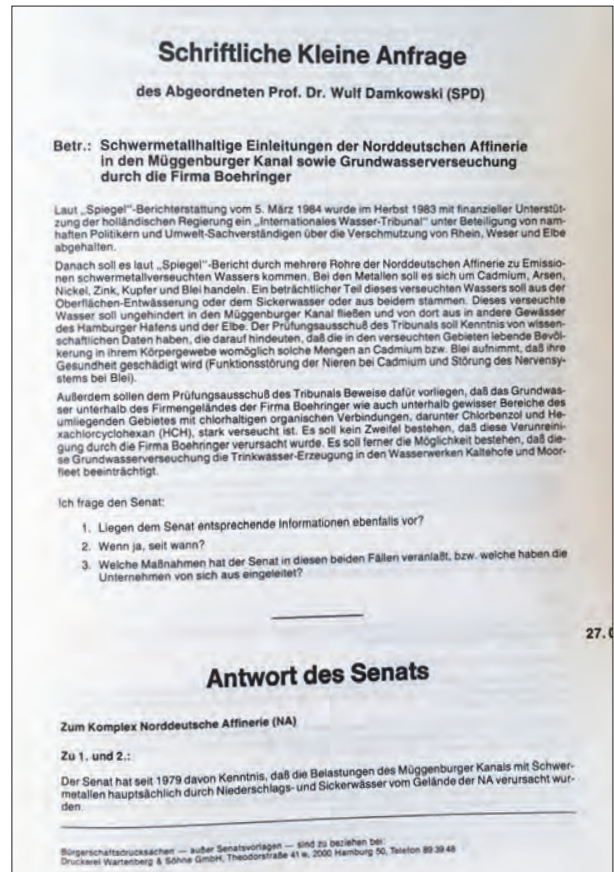 Schriftliche Kleine Anfrage
des Abgeordneten Prof. Dr. Wulf Damkowski (SPD)
Betr.: Schwermetallhaltige Einleitungen der Norddeutschen Affinerie
in den Müggenburger Kanal sowie Grundwasserverseuchung
durch die Firma Boehringer
Laut „Spiegel"-Berichterstattung vom 5. März 1984 wurde im Herbst 1983 mit finanzieller Unterstüt-
zung der holländischen Regierung ein „Internationales Wasser-Tribunal" unter Beteiligung von nam-
haften Politikern und Umwelt-Sachverständigen über die Verschmutzung von Rhein, Weser und Elbe
abgehalten.
Danach soll es laut „Spiegel"-Bericht durch mehrere Rohre der Norddeutschen Affinerie zu Emissio-
nen schwermetallverseuchten Wassers kommen. Bei den Metallen soll es sich um Cadmium, Arsen,
Nickel, Zink, Kupfer und Blei handeln. Ein beträchtlicher Teil dieses verseuchten Wassers soll aus der
Oberflächen-Entwässerung oder dem Sickerwasser oder aus beidem stammen. Dieses verseuchte
Wasser soll ungehindert in den Müggenburger Kanal fließen und von dort aus in andere Gewässer
des Hamburger Hafens und der Elbe. Der Prüfungsausschuß des Tribunals soll Kenntnis von wissen-
schaftlichen Daten haben, die darauf hindeuten, daß die in den verseuchten Gebieten lebende Bevöl-
kerung in ihrem Körpergewebe womöglich solche Mengen an Cadmium bzw. Blei aufnimmt, daß ihre
Gesundheit geschädigt wird (Funktionsstörung der Nieren bei Cadmium und Störung des Nervensy-
stems bei Blei).
Außerdem sollen dem Prüfungsausschuß des Tribunals Beweise dafür vorliegen, daß das Grundwas-
ser unterhalb des Firmengeländes der Firma Boehringer wie auch unterhalb gewisser Bereiche des
umliegenden Gebietes mit chlorhaltigen organischen Verbindungen, darunter Chlorbenzol und He-
xachlorcyclohexan (HCH), stark verseucht ist. Es soll kein Zweifel bestehen, daß diese Verunreini-
gung durch die Firma Boehringer verursacht wurde. Es soll ferner die Möglichkeit bestehen, daß die-
se Grundwasserverseuchung die Trinkwasser-Erzeugung in den Wasserwerken Kaltehofe und Moor-
fleet beeinträchtigt.
Ich frage den Senat:
1. Liegen dem Senat entsprechende Informationen ebenfalls vor?
2. Wenn ja, seit wann?
3. Welche Maßnahmen hat der Senat in diesen beiden Fällen veranlaßt, bzw. welche haben die
Unternehmen von sich aus eingeleitet?
27.
Antwort des Senats
Zum Komplex Norddeutsche Affinerie (NA)
Zu 1. und 2.:
Der Senat hat seit 1979 davon Kenntnis, daß die Belastungen des Müggenburger Kanals mit Schwer-
metallen hauptsächlich durch Niederschlags- und Sickerwässer vom Gelände der NA verursacht wur-
den.
Bürgerschaftsdrucksachen — außer Senatsvorlagen — sind zu beziehen bei:
Druckerei Wartenberg & Söhne GmbH, Theodorstraße 41 w, 2000 Hamburg 50, Telefon 89 39 48